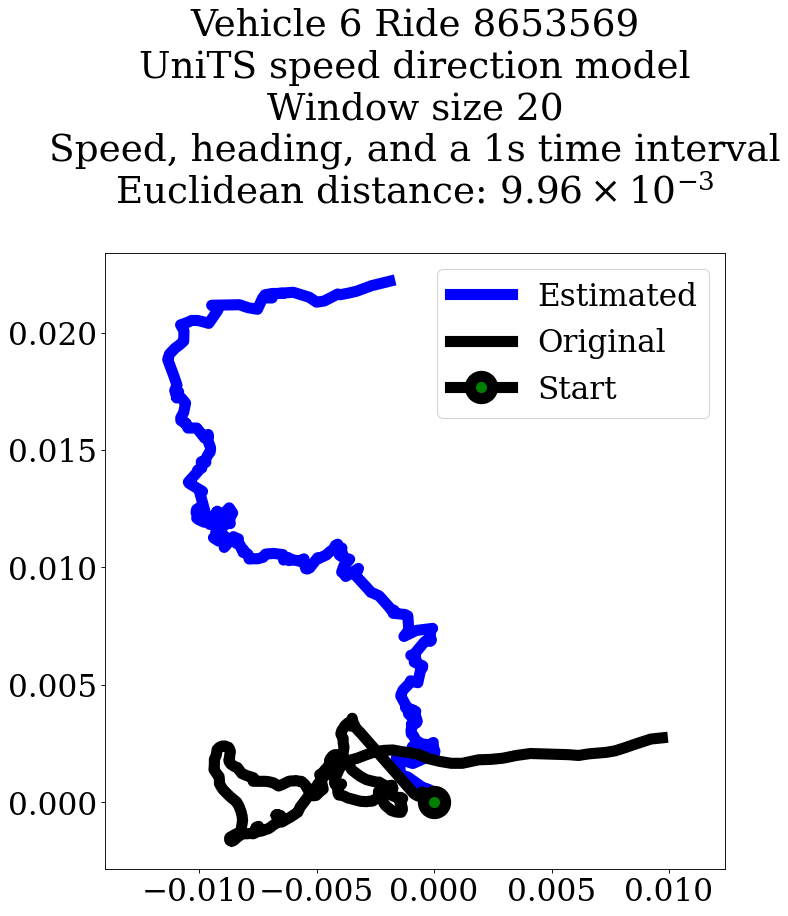 Vehicle 6 Ride 8653569
UniTS speed direction model
Window size 20
Speed, heading, and a 1s time interval
Euclidean distance: 9.96 × 10⁻³
Estimated
Original
Start
0.020
0.015
0.010
0.005
0.000
−0.010 −0.005 0.000 0.005 0.010